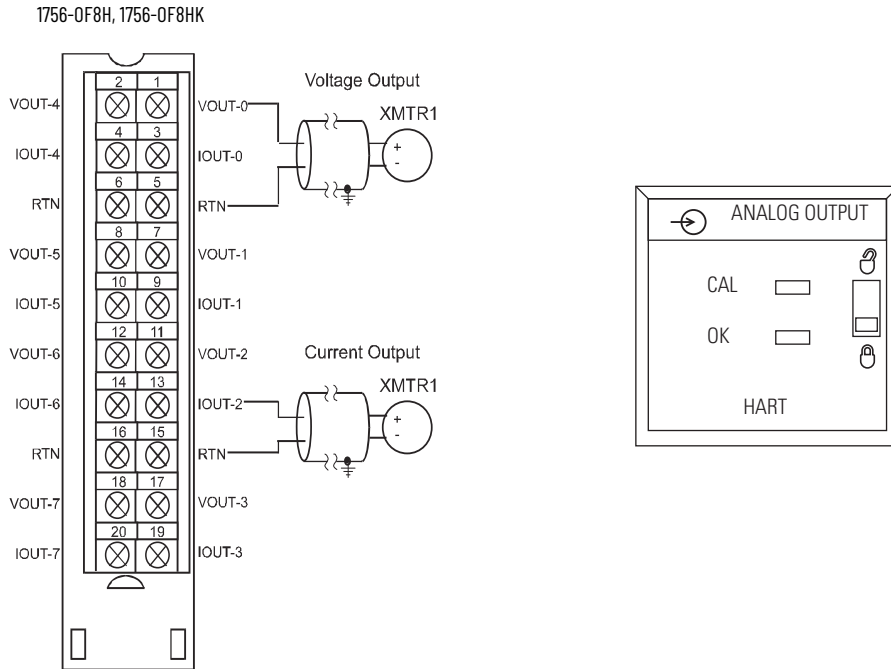 1756-OF8H, 1756-OF8HK
Voltage Output
2 1
VOUT-4 VOUT-0 XMTR1
+
4 3
IOUT-4 IOUT-0 -
6 5
RTN RTN
8 7
VOUT-5 VOUT-1
10 9
IOUT-5 IOUT-1
12 11
VOUT-6 VOUT-2 Current Output
14 13 XMTR1
IOUT-6 IOUT-2 +
-
16 15
RTN RTN
18 17
VOUT-7 VOUT-3
20 19
IOUT-7 IOUT-3
ANALOG OUTPUT
CAL
OK
HART